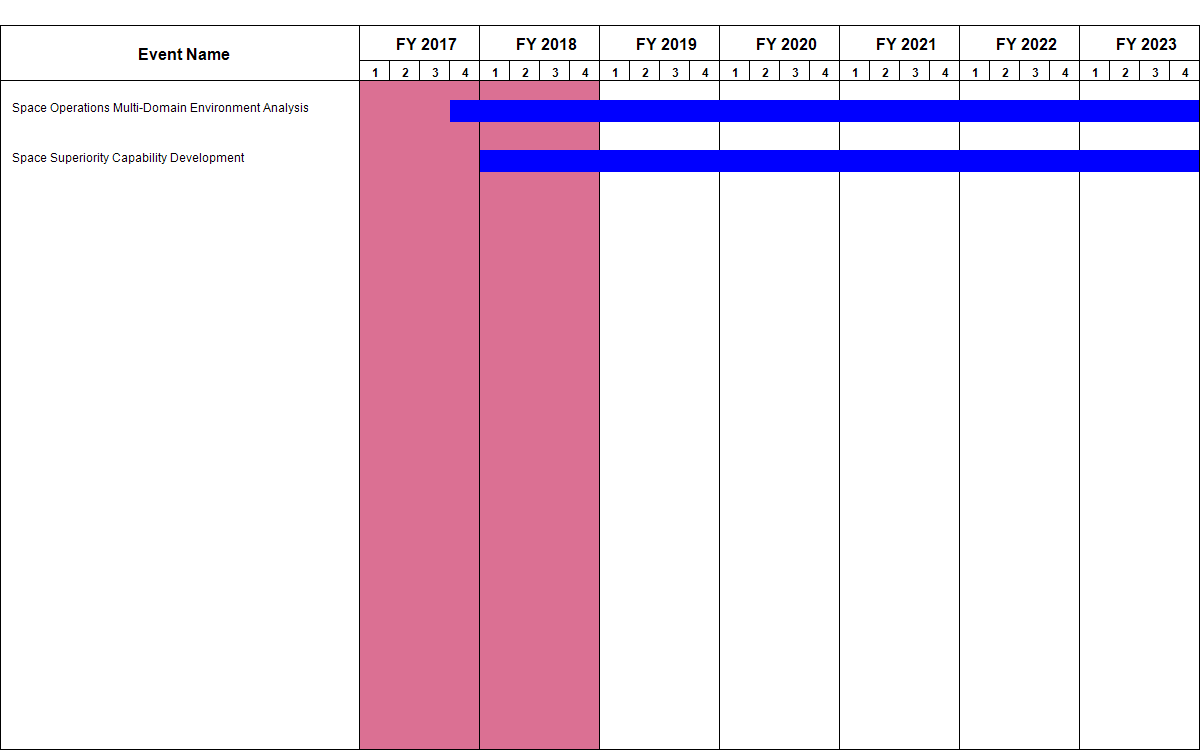 Event Name
FY 2017 FY 2018 FY 2019 FY 2020 FY 2021 FY 2022 FY 2023
1 2 3 4 1 2 3 4 1 2 3 4 1 2 3 4 1 2 3 4 1 2 3 4 1 2 3 4
Space Operations Multi-Domain Environment Analysis
Space Superiority Capability Development